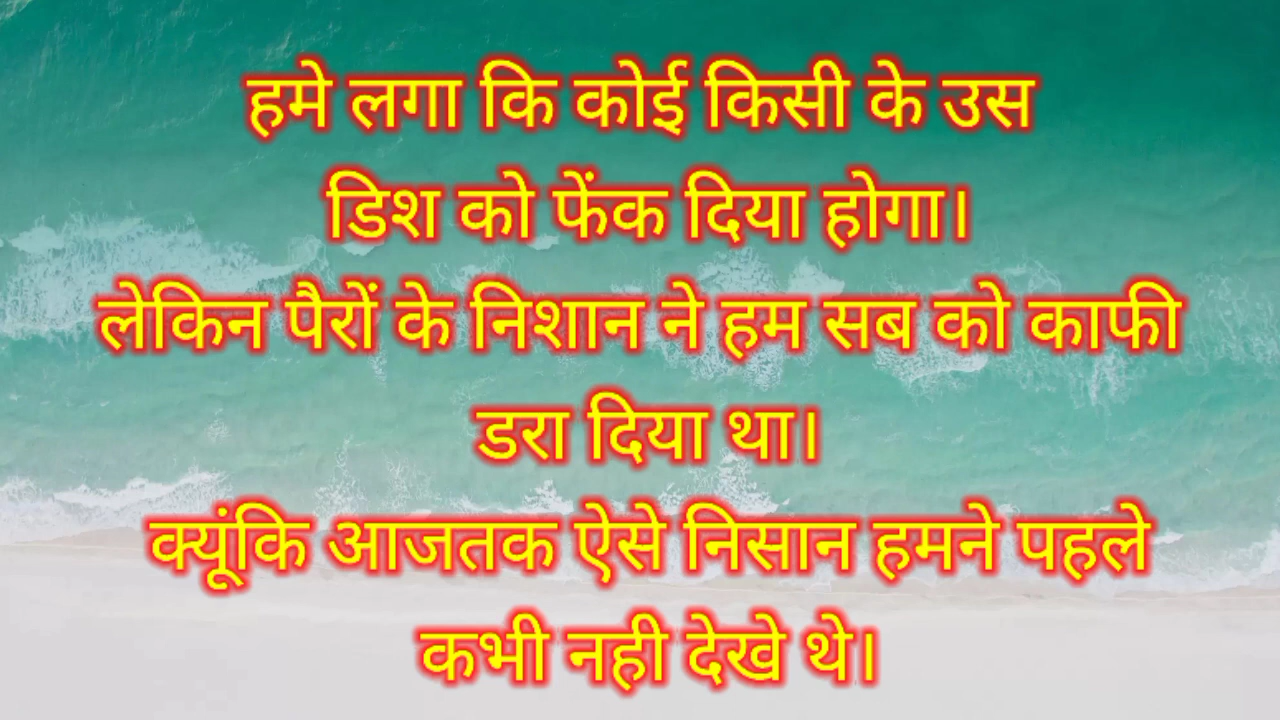 हमे लगा कि कोई किसी के उस
डिश को फेंक दिया होगा।
लेकिन पैरों के निशान ने हम सब को काफी
डरा दिया था।
क्यूंकि आजतक ऐसे निसान हमने पहले
कभी नही देखे थे।